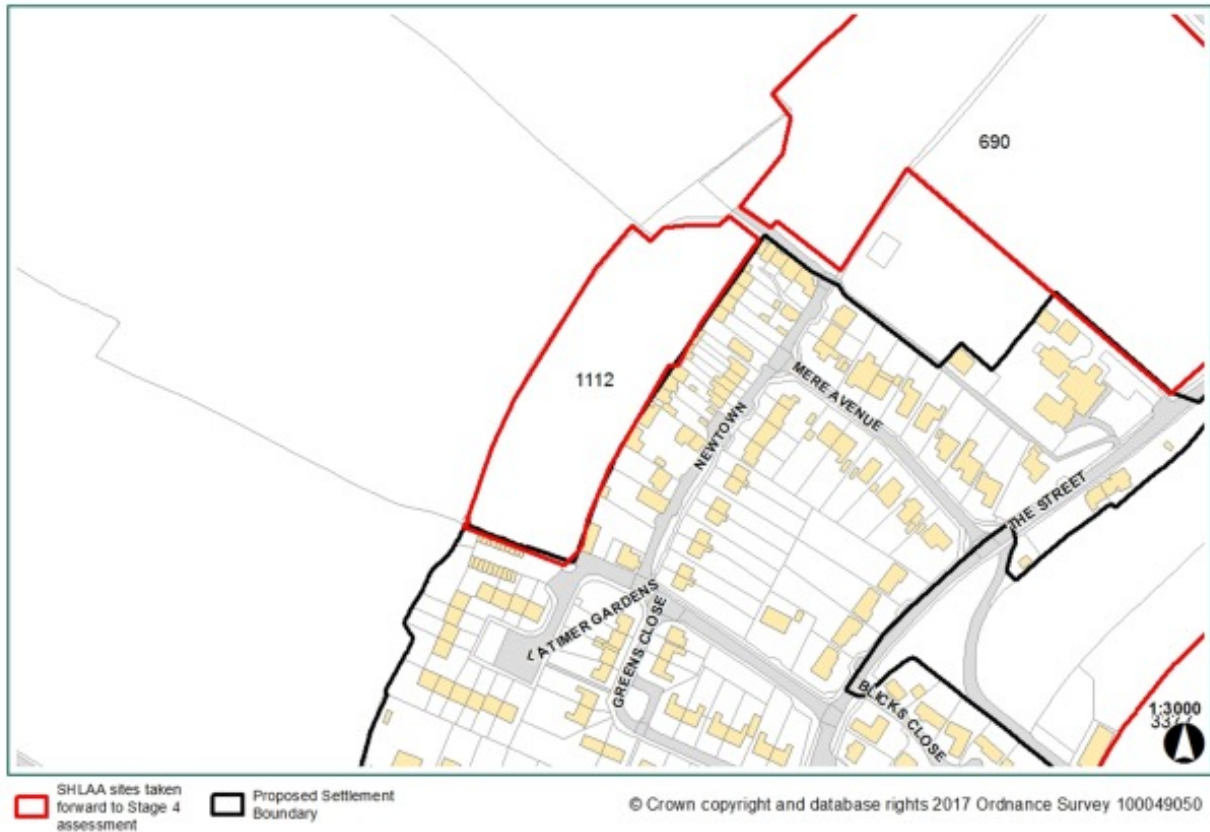 690
1112
MERE AVENUE
NEWTOWN
THE STREET
LATIMER GARDENS
GREENS CLOSE
BLICKS CLOSE
1:3000
SHLAA sites taken
forward to Stage 4
assessment
Proposed Settlement
Boundary
© Crown copyright and database rights 2017 Ordnance Survey 100049050